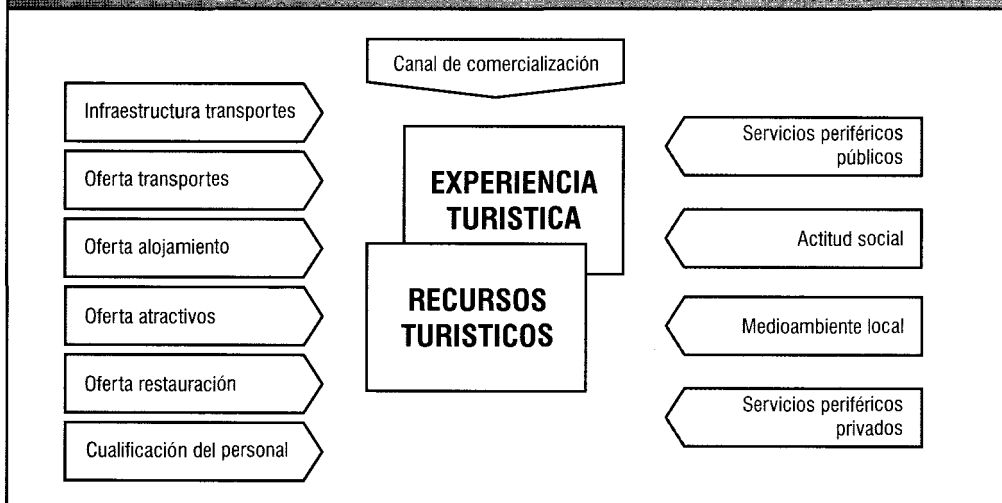 Canal de comercialización
Infraestructura transportes
Oferta transportes
Oferta alojamiento
Oferta atractivos
Oferta restauración
Cualificación del personal
EXPERIENCIA
TURISTICA
RECURSOS
TURISTICOS
Servicios periféricos
públicos
Actitud social
Medioambiente local
Servicios periféricos
privados